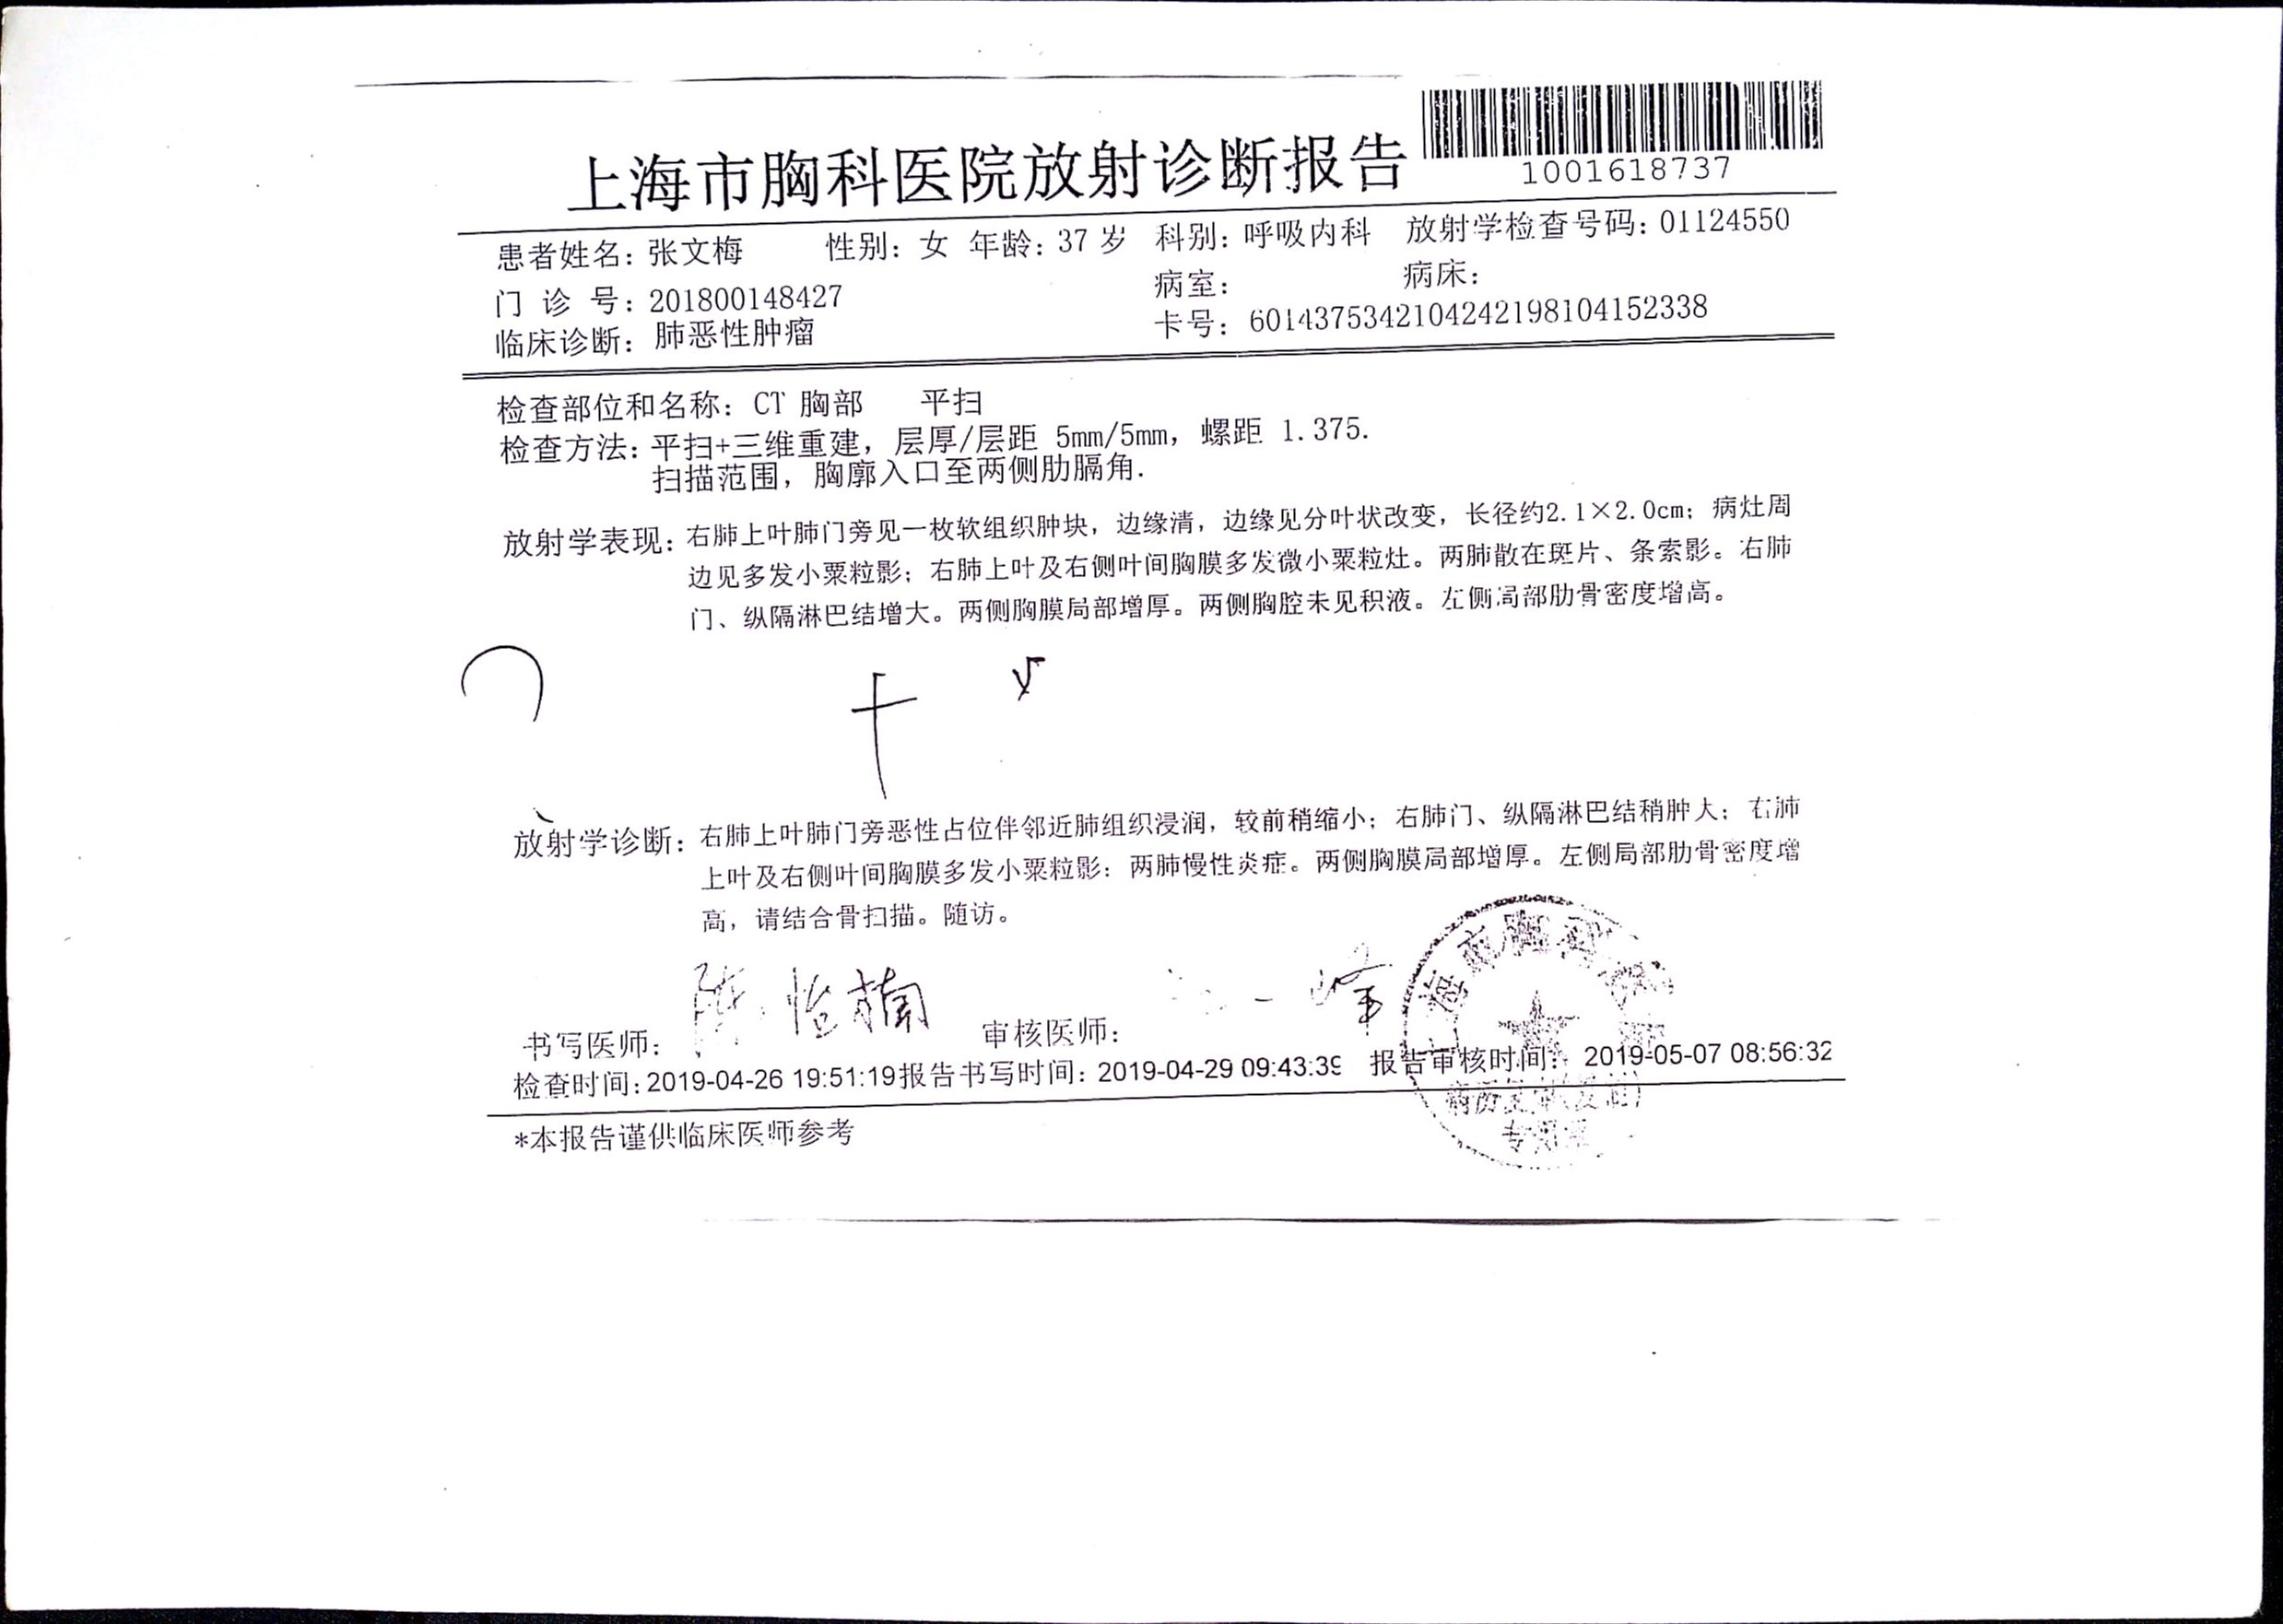 上海市胸科医院放射诊断报告
1001618737
患者姓名：张文梅 性别：女 年龄：37 岁 科别：呼吸内科 放射学检查号码：01124550
门 诊 号：201800148427 病室： 病床：
临床诊断：肺恶性肿瘤 卡号：6014375342104242198104152338
检查部位和名称：CT 胸部 平扫
检查方法：平扫+三维重建，层厚/层距 5mm/5mm，螺距 1.375.
扫描范围，胸廓入口至两侧肋膈角.
放射学表现：右肺上叶肺门旁见一枚软组织肿块，边缘清，边缘见分叶状改变，长径约2.1×2.0cm；病灶周
边见多发小粟粒影；右肺上叶及右侧叶间胸膜多发微小粟粒灶。两肺散在斑片、条索影。右肺
门、纵隔淋巴结增大。两侧胸膜局部增厚。两侧胸腔未见积液。左侧局部肋骨密度增高。
放射学诊断：右肺上叶肺门旁恶性占位伴邻近肺组织浸润，较前稍缩小；右肺门、纵隔淋巴结稍肿大；右肺
上叶及右侧叶间胸膜多发小粟粒影；两肺慢性炎症。两侧胸膜局部增厚。左侧局部肋骨密度增
高，请结合骨扫描。随访。
书写医师： 审核医师：
检查时间：2019-04-26 19:51:19报告书写时间：2019-04-29 09:43:39 报告审核时间： 2019-05-07 08:56:32
*本报告谨供临床医师参考